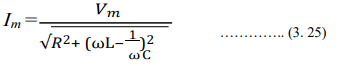 I_m = V_m / √R²+ (ωL−1/ωC)² ………….. (3. 25)